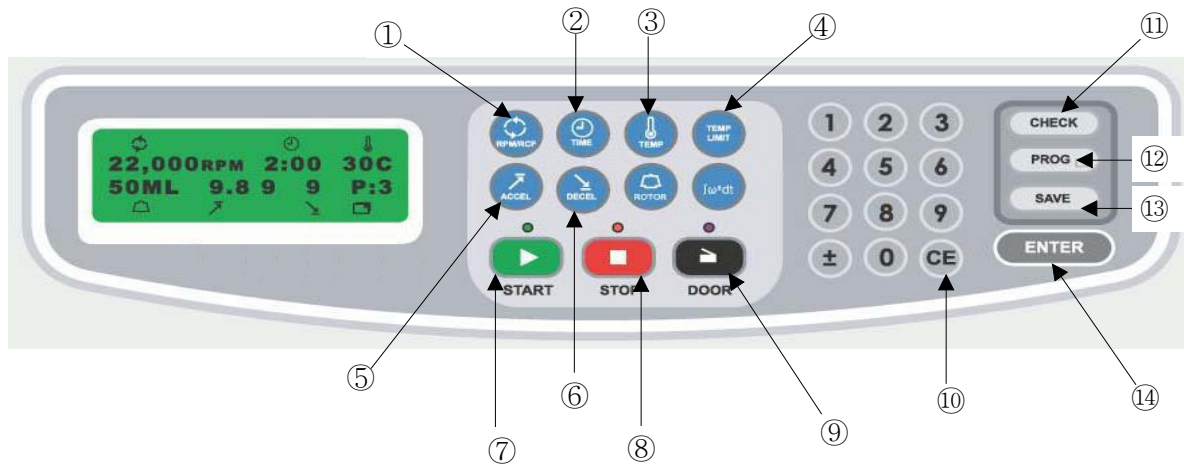 ① ② ③ ④ ⑪
RPM/RCF TIME TEMP TEMP LIMIT
22,000RPM 2:00 30C
50ML 9.8 9 9 P:3
ACCEL DECEL ROTOR ∫ω²dt
START STOP DOOR
1 2 3
4 5 6
7 8 9
± 0 CE
CHECK
PROG ⑫
SAVE ⑬
ENTER
⑤ ⑥ ⑩ ⑭
⑦ ⑧ ⑨